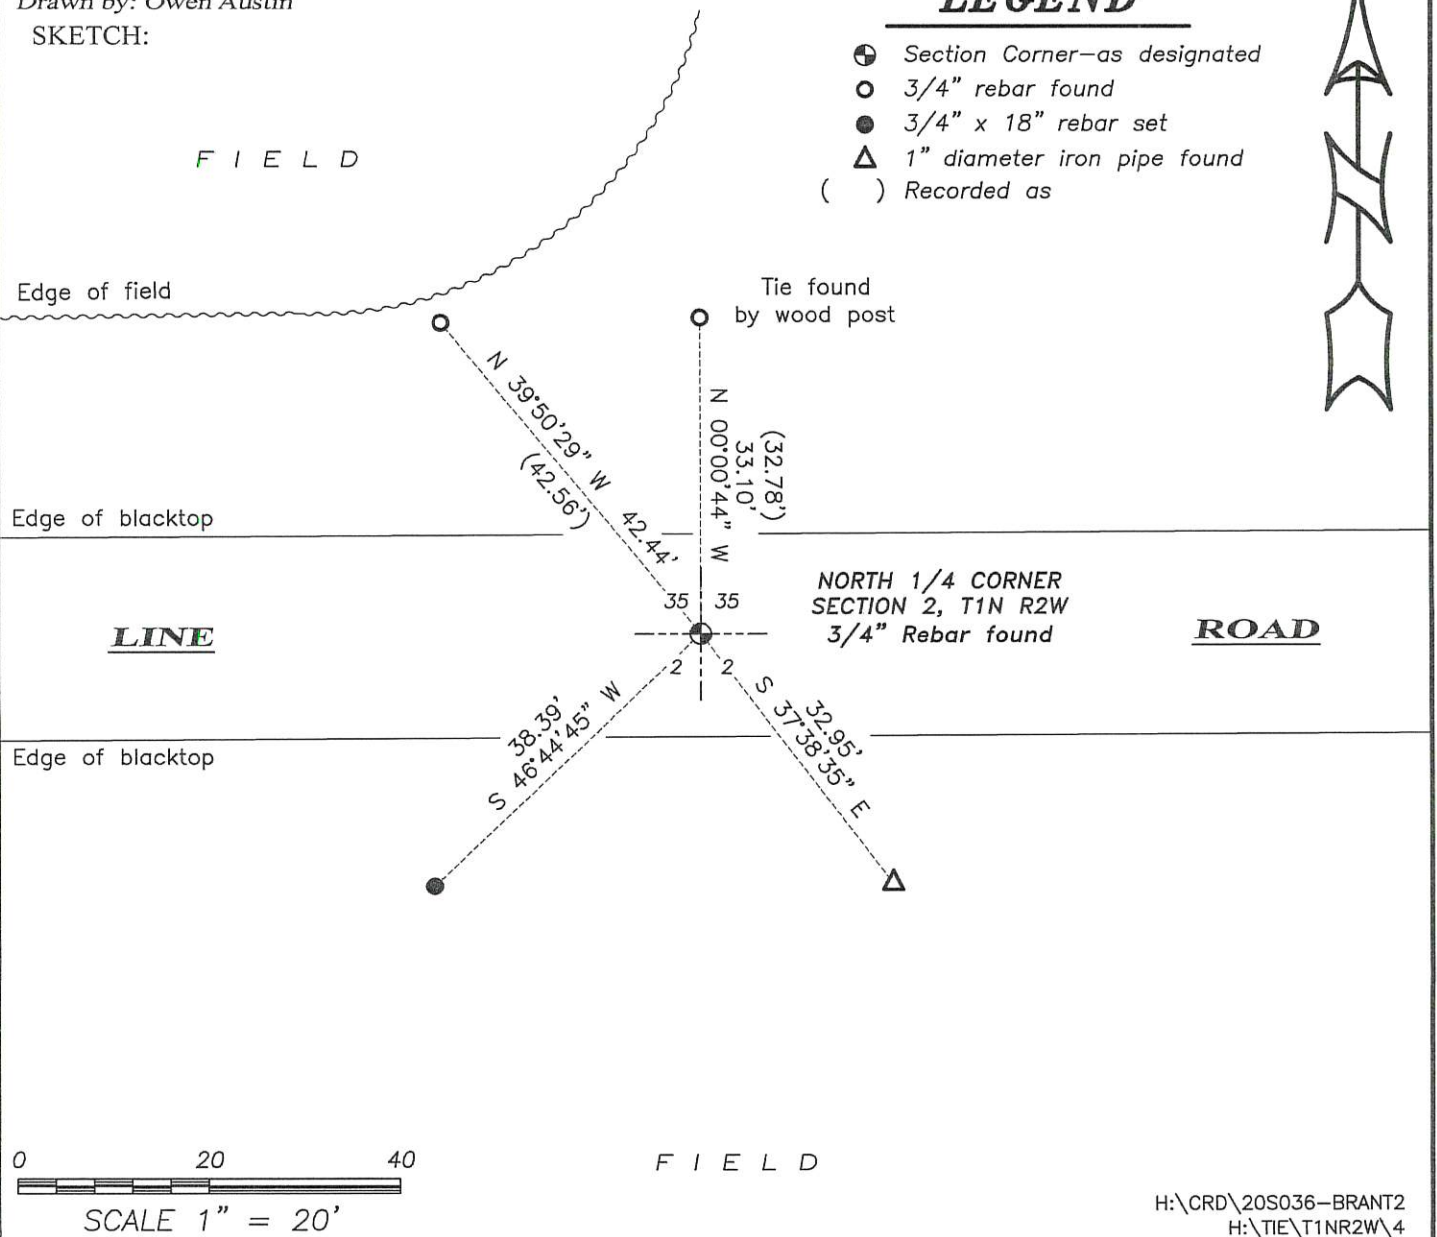 Drawn by: Owen Austin
SKETCH:
LEGEND
Section Corner-as designated
3/4" rebar found
3/4" x 18" rebar set
1" diameter iron pipe found
( ) Recorded as
FIELD
Edge of field
Tie found
by wood post
N
N 39°50'29" W 42.44'
(42.56')
N 00°00'44" W
33.10'
(32.78')
Edge of blacktop
35 35
NORTH 1/4 CORNER
SECTION 2, T1N R2W
3/4" Rebar found
LINE
ROAD
2 2
38.39'
S 46°44'45" W
32.95'
S 37°38'35" E
Edge of blacktop
0 20 40
SCALE 1" = 20'
FIELD
H:\CRD\20S036-BRANT2
H:\TIE\T1NR2W\4